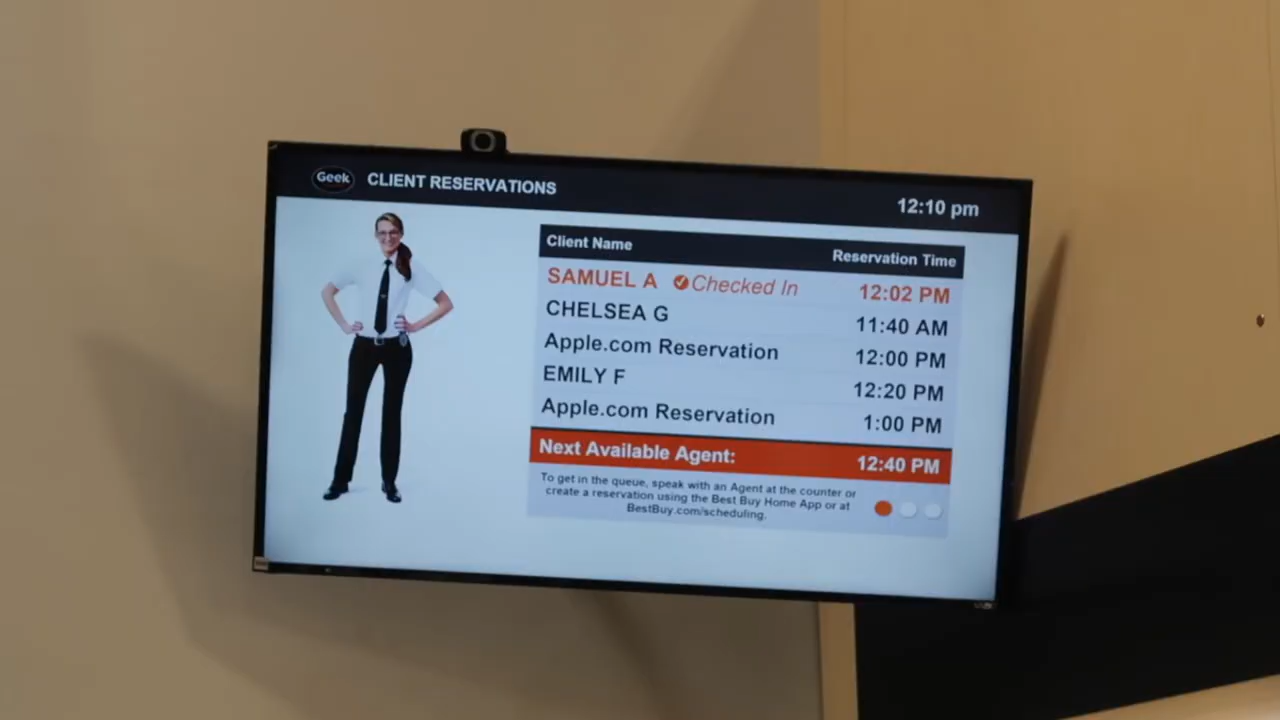 Geek
CLIENT RESERVATIONS
12:10 pm
Client Name Reservation Time
SAMUEL A Checked In 12:02 PM
CHELSEA G 11:40 AM
Apple.com Reservation 12:00 PM
EMILY F 12:20 PM
Apple.com Reservation 1:00 PM
Next Available Agent: 12:40 PM
To get in the queue, speak with an Agent at the counter or
create a reservation using the Best Buy Home App or at
BestBuy.com/scheduling.